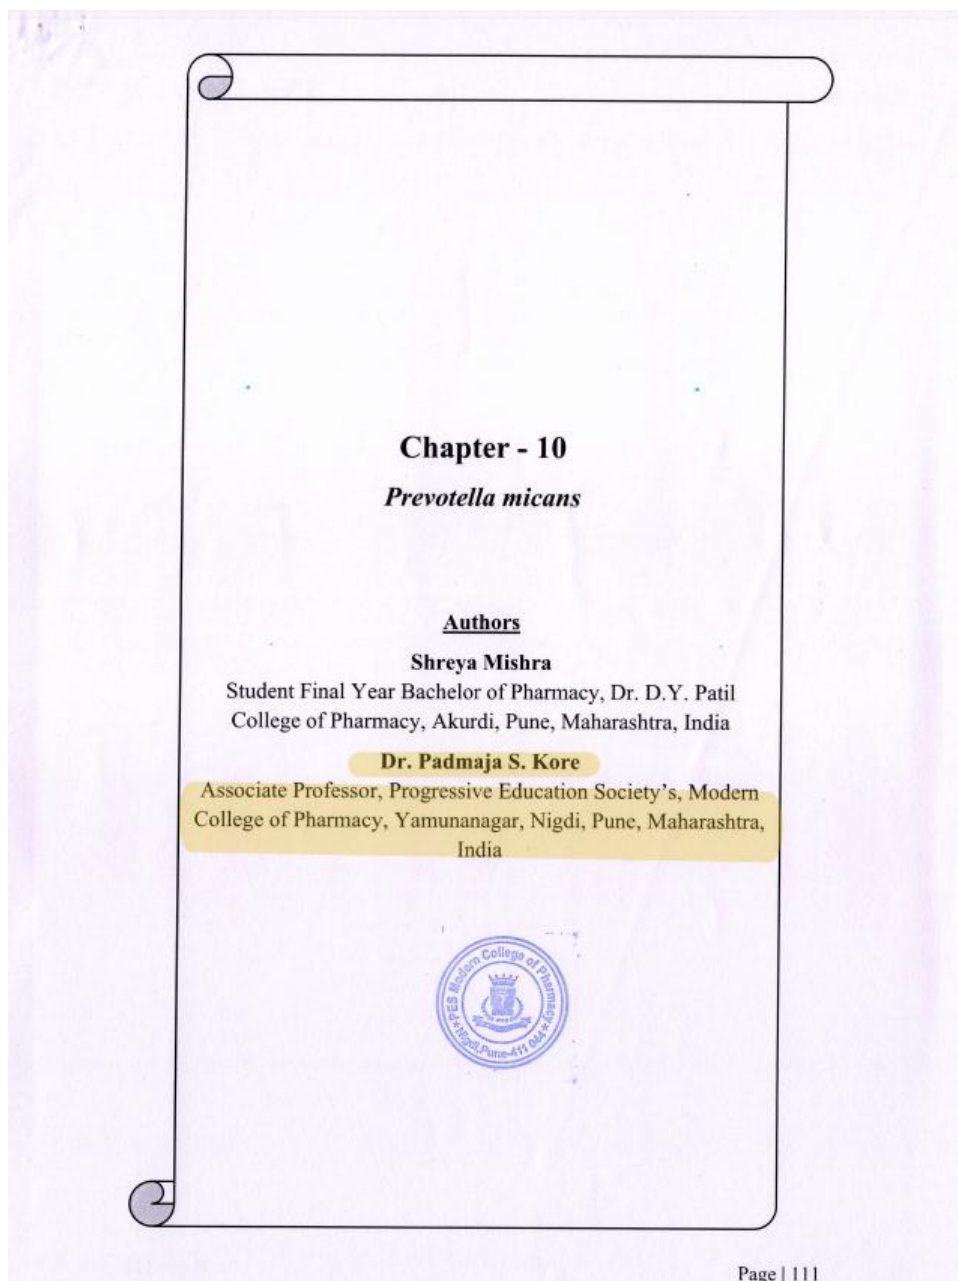 Chapter - 10
Prevotella micans
Authors
Shreya Mishra
Student Final Year Bachelor of Pharmacy, Dr. D.Y. Patil
College of Pharmacy, Akurdi, Pune, Maharashtra, India
Dr. Padmaja S. Kore
Associate Professor, Progressive Education Society's, Modern
College of Pharmacy, Yamunanagar, Nigdi, Pune, Maharashtra,
India
PES Modern College of Pharmacy
Nigdi, Pune-411 044
Page | 111